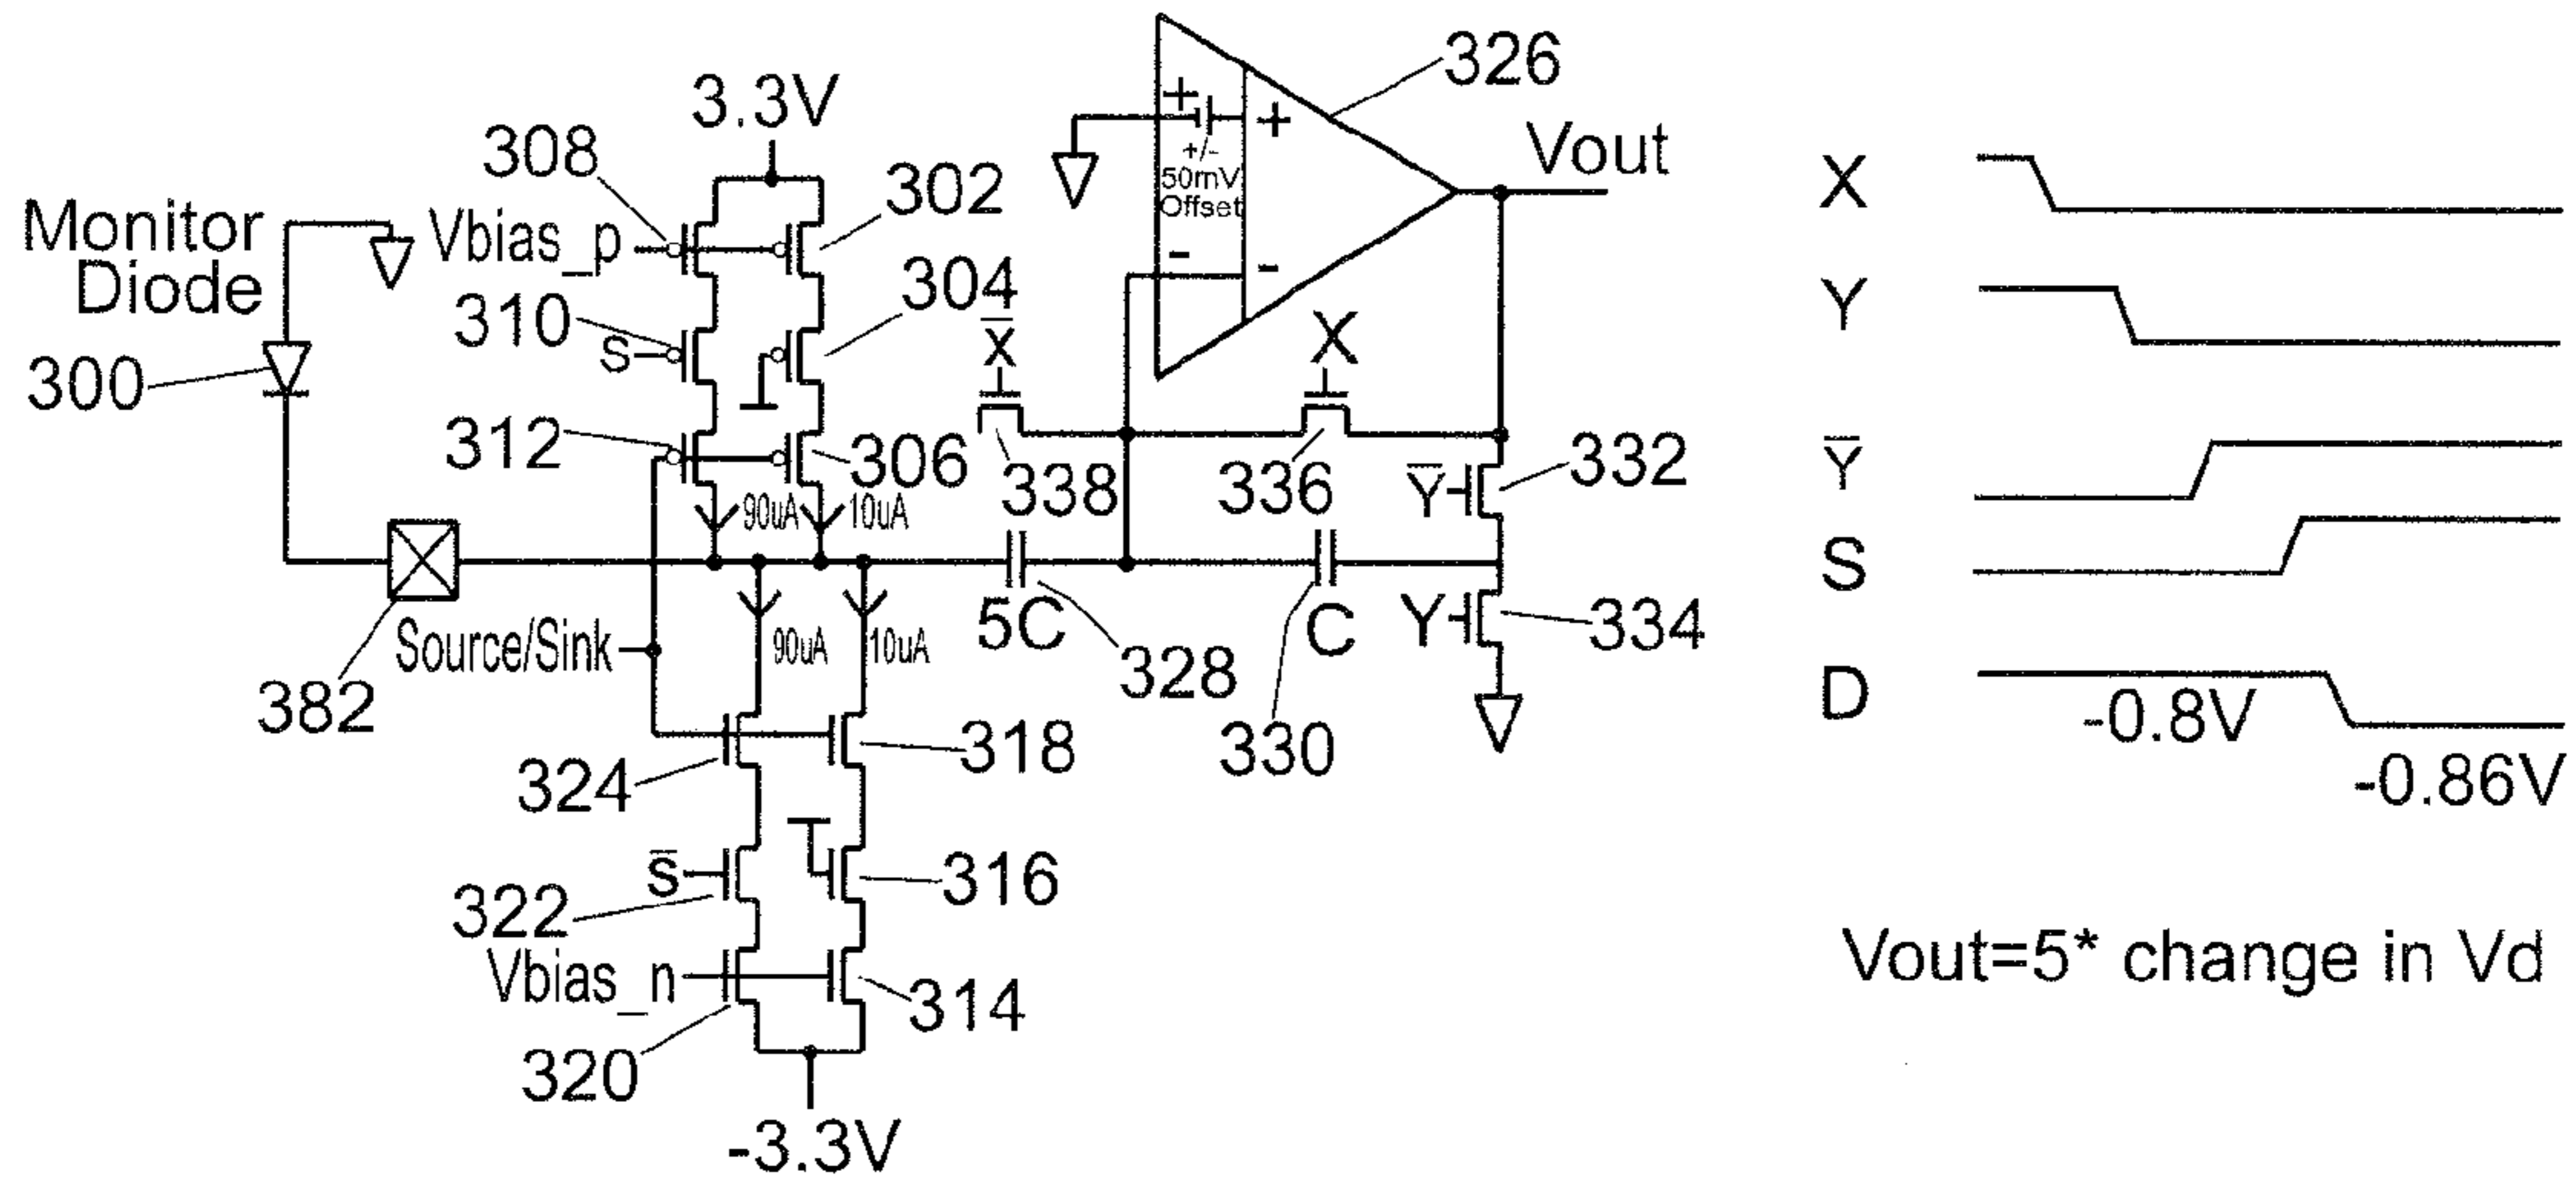 326
3.3V
308
302
Vout
+
+
+/-
50mV
Offset
-
-
Monitor
Diode
Vbias_p
X
304
310
S
X̅
X
Y
300
312
306
338
336
Y̅
332
Y̅
90uA
10uA
S
Source/Sink
90uA
10uA
5C
C
Y
334
382
328
330
D
-0.8V
-0.86V
324
318
S̅
316
322
Vbias_n
314
Vout=5* change in Vd
320
-3.3V